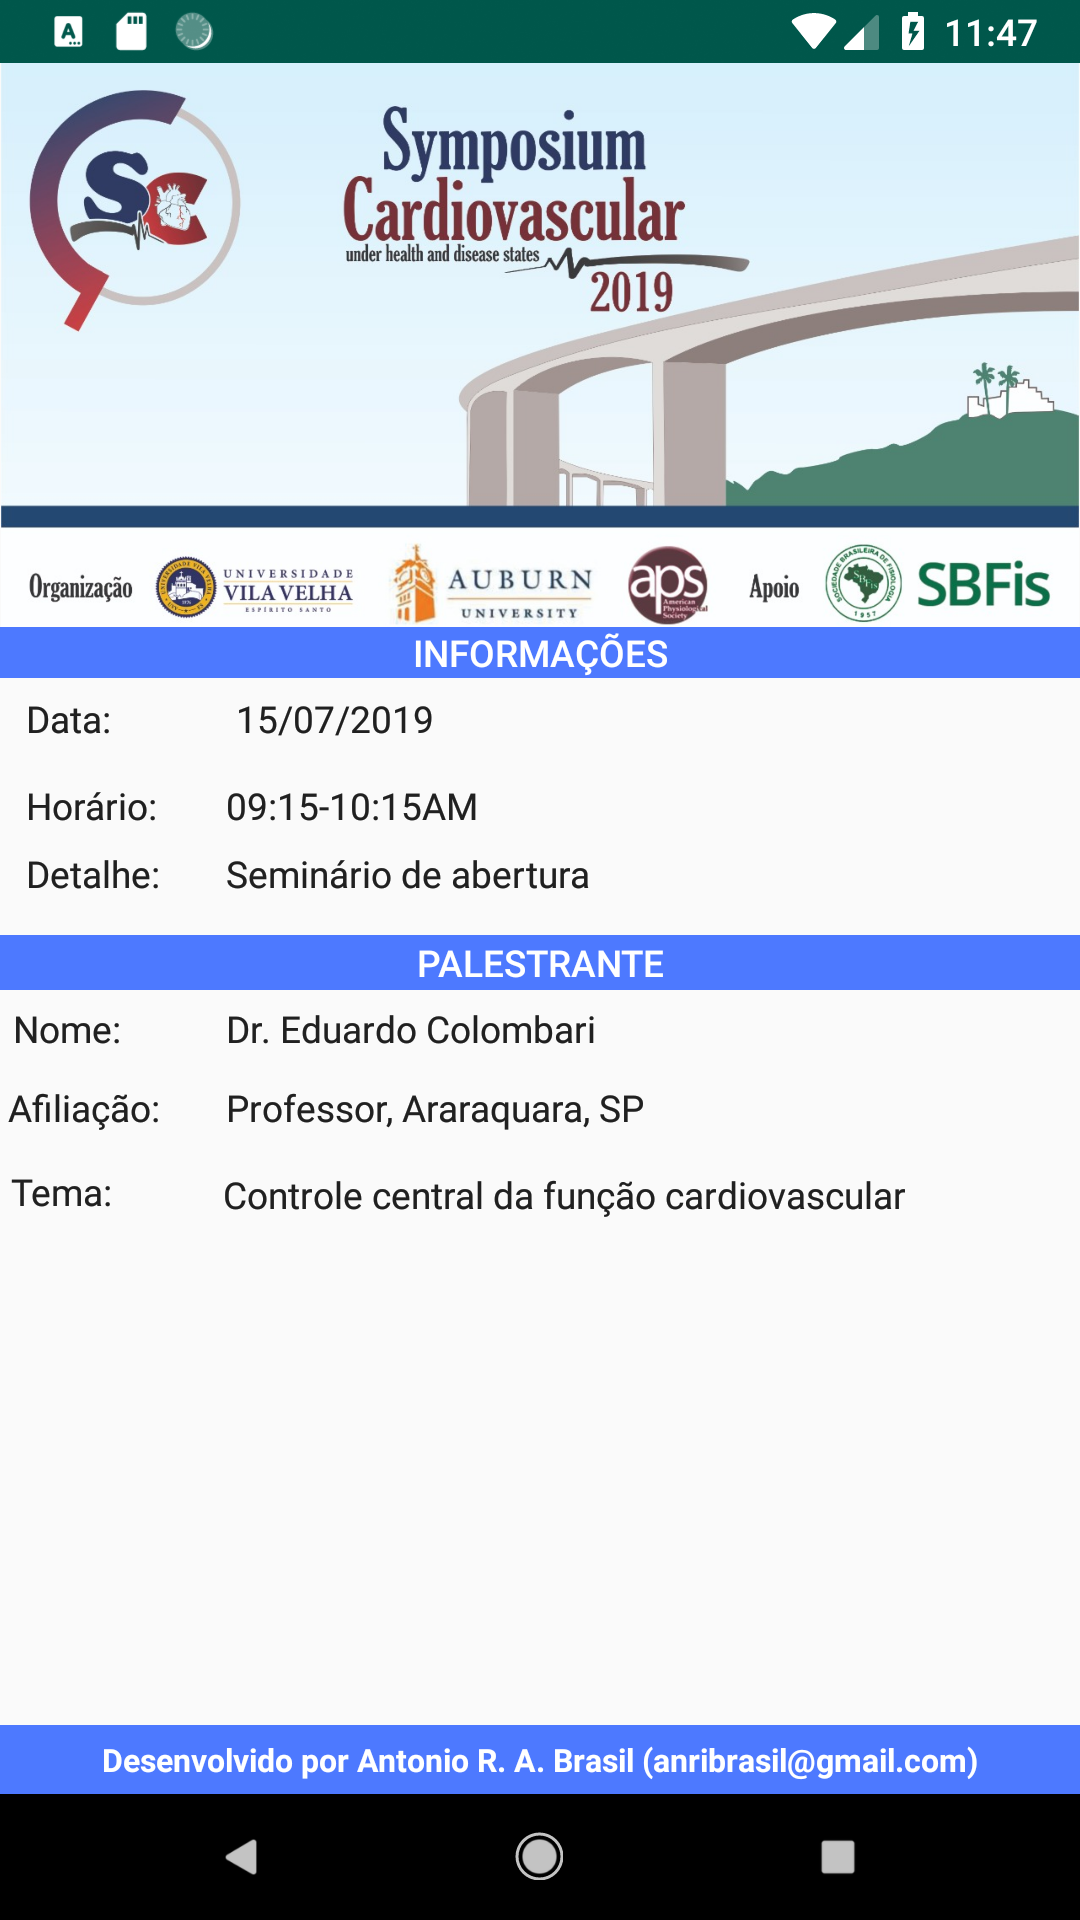 11:47
SC
Symposium
Cardiovascular
under health and disease states
2019
Organização
UNIVERSIDADE
VILA VELHA
ESPÍRITO SANTO
AUBURN
UNIVERSITY
aps
American
Physiological
Society
Apoio
SOCIEDADE BRASILEIRA DE FISIOLOGIA
SBFis
1957
SBFis
INFORMAÇÕES
Data: 15/07/2019
Horário: 09:15-10:15AM
Detalhe: Seminário de abertura
PALESTRANTE
Nome: Dr. Eduardo Colombari
Afiliação: Professor, Araraquara, SP
Tema: Controle central da função cardiovascular
Desenvolvido por Antonio R. A. Brasil (anribrasil@gmail.com)